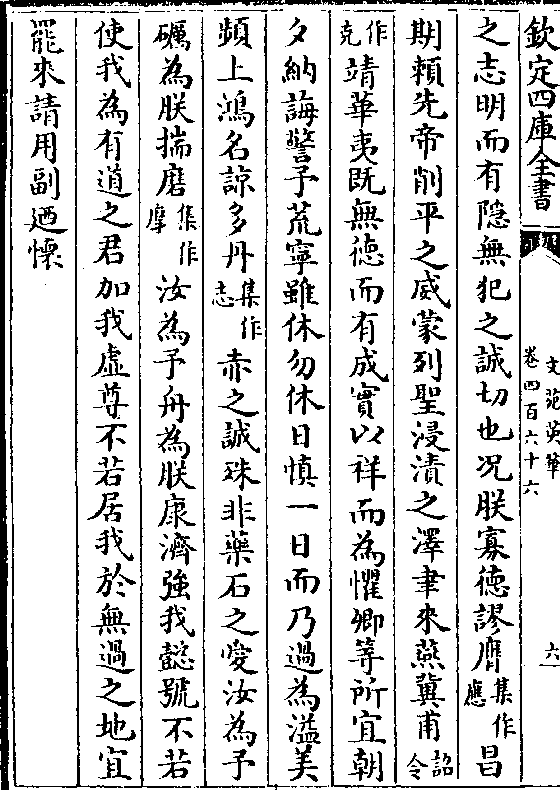 欽定四庫全書
文苑英華
卷四百六十六
六
之志明而有隱無犯之誠切也况朕寡德謬膺集作應昌
期賴先帝削平之威蒙列聖浸漬之澤聿來燕冀甫詔令
作克靖華夷既無德而有成實以祥而為懼卿等所宜朝
夕納誨警予荒寧雖休勿休日慎一日而乃過為溢美
頻上鴻名諒多丹集作志赤之誠殊非藥石之愛汝為予
礪為朕揣磨集作摩汝為予舟為朕康濟強我懿號不若
使我為有道之君加我虛尊不若居我於無過之地宜
罷來請用副廼懷